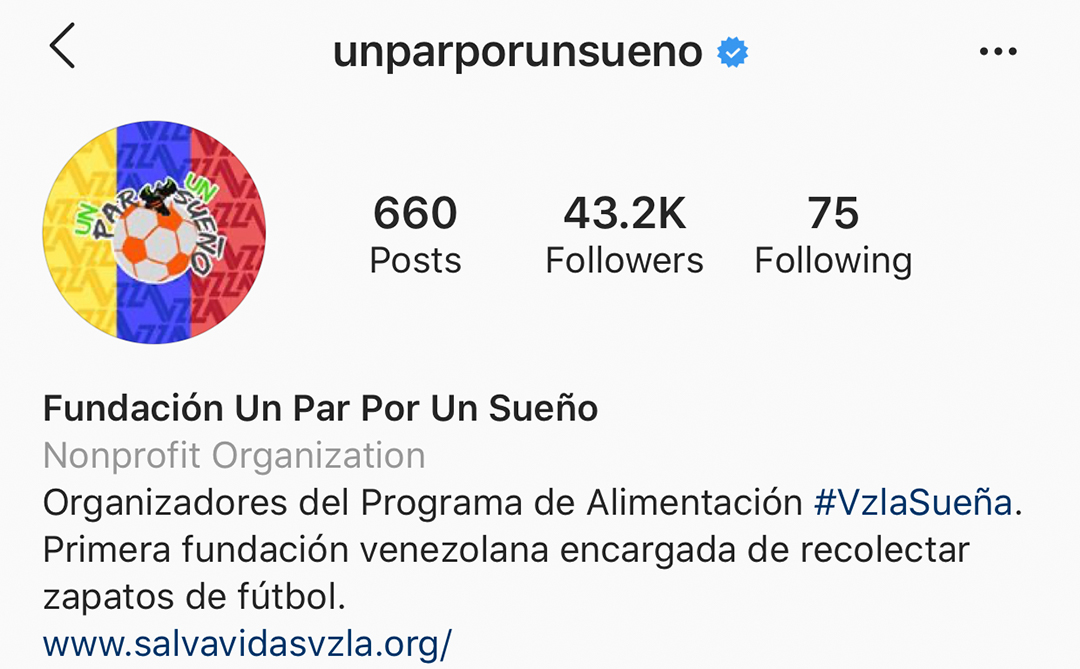 unparporunsueno
UN PAR UN SUEÑO
660 43.2K 75
Posts Followers Following
Fundación Un Par Por Un Sueño
Nonprofit Organization
Organizadores del Programa de Alimentación #VzlaSueña.
Primera fundación venezolana encargada de recolectar
zapatos de fútbol.
www.salvavidasvzla.org/